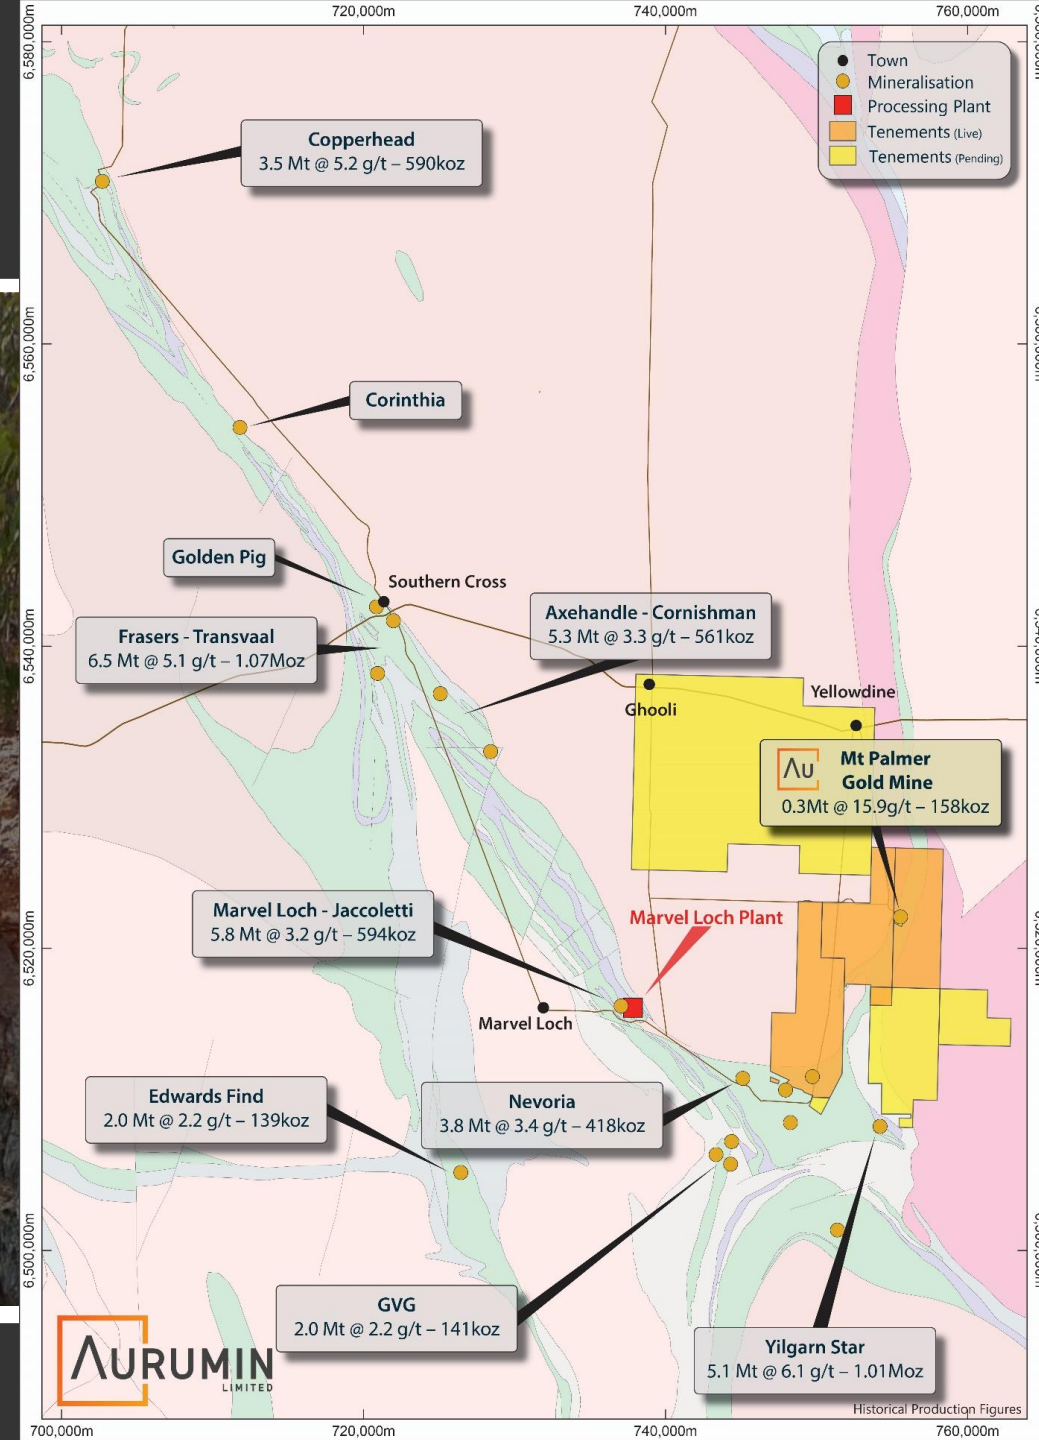 720,000m
740,000m
760,000m
6,580,000m
Town
Mineralisation
Processing Plant
Tenements (Live)
Tenements (Pending)
Copperhead
3.5 Mt @ 5.2 g/t – 590koz
6,560,000m
Corinthia
Golden Pig
Southern Cross
Axehandle - Cornishman
5.3 Mt @ 3.3 g/t – 561koz
Frasers - Transvaal
6.5 Mt @ 5.1 g/t – 1.07Moz
6,540,000m
Ghooli
Yellowdine
Au
Mt Palmer
Gold Mine
0.3Mt @ 15.9g/t – 158koz
Marvel Loch - Jaccoletti
5.8 Mt @ 3.2 g/t – 594koz
Marvel Loch Plant
6,520,000m
Marvel Loch
Edwards Find
2.0 Mt @ 2.2 g/t – 139koz
Nevoria
3.8 Mt @ 3.4 g/t – 418koz
6,500,000m
GVG
2.0 Mt @ 2.2 g/t – 141koz
Yilgarn Star
5.1 Mt @ 6.1 g/t – 1.01Moz
AURUMIN
LIMITED
Historical Production Figures
700,000m
720,000m
740,000m
760,000m